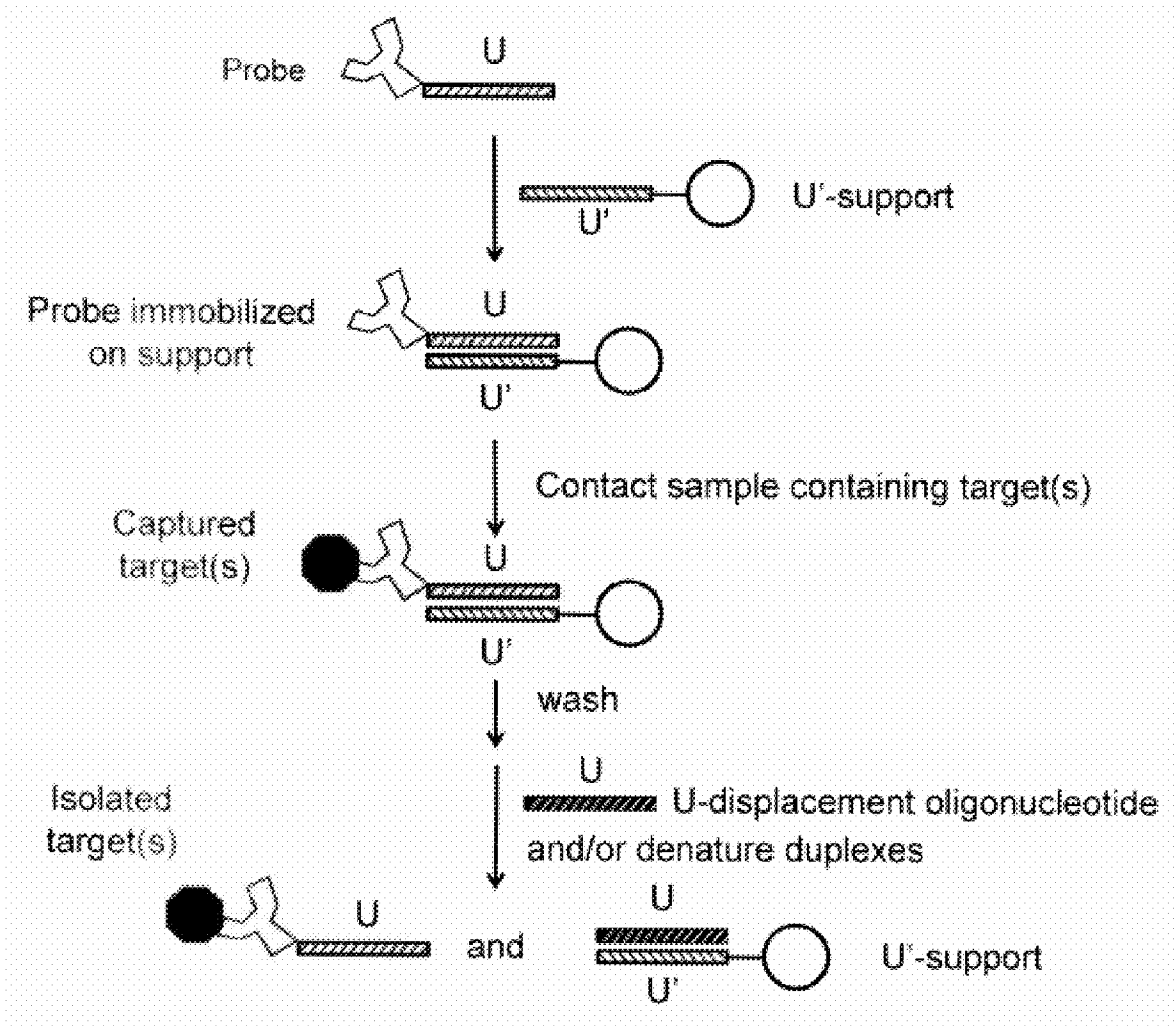 U
Probe
U'-support
U'
U
Probe immobilized
on support
U'
Contact sample containing target(s)
Captured
target(s)
U
U'
wash
U
U-displacement oligonucleotide
and/or denature duplexes
Isolated
target(s)
U
and
U
U'-support
U'